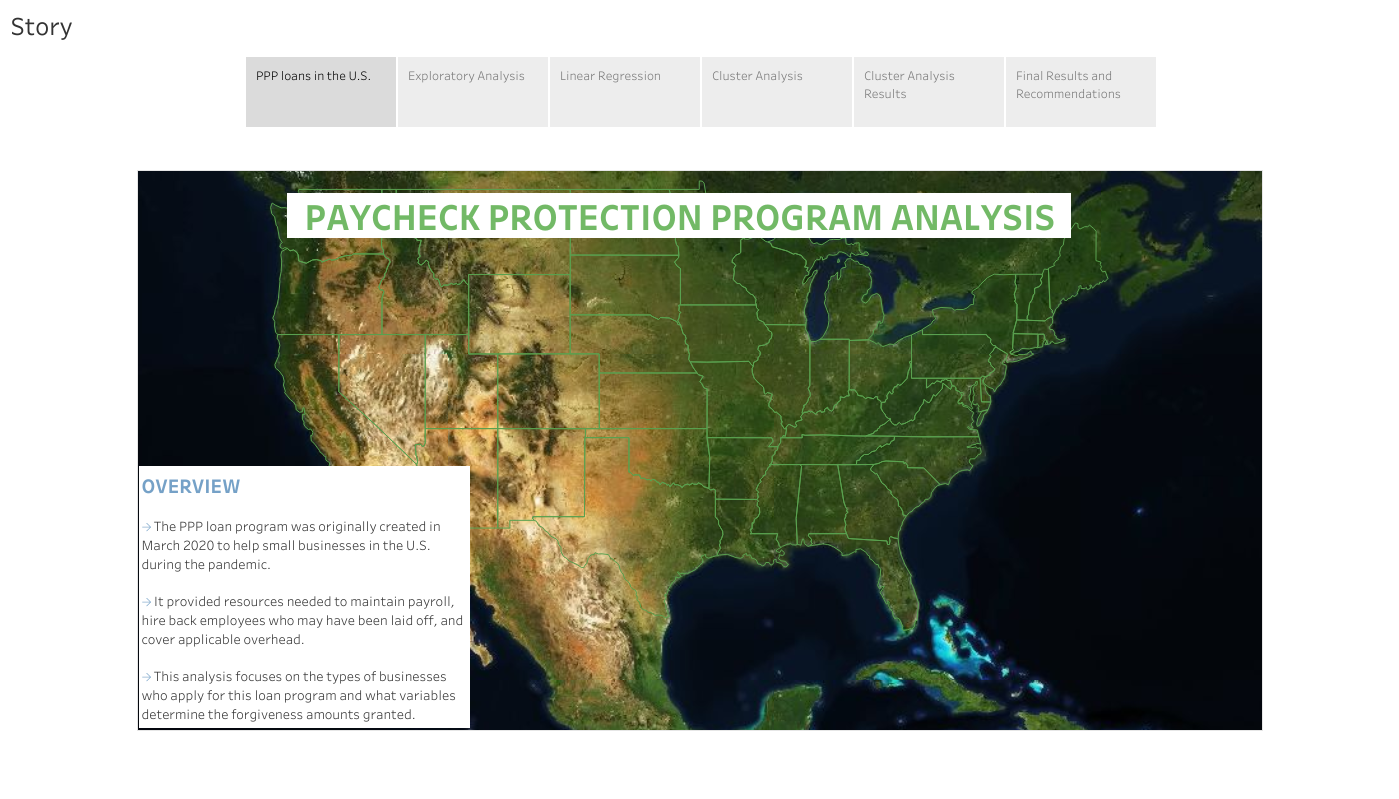 Story
PPP loans in the U.S.
Exploratory Analysis
Linear Regression
Cluster Analysis
Cluster Analysis
Results
Final Results and
Recommendations
PAYCHECK PROTECTION PROGRAM ANALYSIS
OVERVIEW
→ The PPP loan program was originally created in
March 2020 to help small businesses in the U.S.
during the pandemic.
→ It provided resources needed to maintain payroll,
hire back employees who may have been laid off, and
cover applicable overhead.
→ This analysis focuses on the types of businesses
who apply for this loan program and what variables
determine the forgiveness amounts granted.